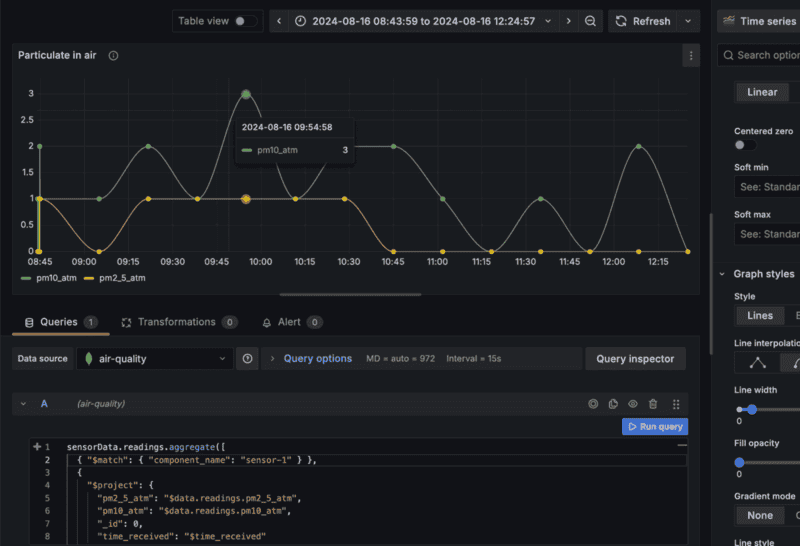 Table view
2024-08-16 08:43:59 to 2024-08-16 12:24:57
Refresh
Time series
Particulate in air
Search option
Linear
3
2.5
2
1.5
1
0.5
0
2024-08-16 09:54:58
pm10_atm 3
08:45 09:00 09:15 09:30 09:45 10:00 10:15 10:30 10:45 11:00 11:15 11:30 11:45 12:00 12:15
pm10_atm pm2_5_atm
Centered zero
Soft min
See: Standar
Soft max
See: Standar
Graph styles
Style
Lines
Line interpolatio
Line width
0
Fill opacity
0
Gradient mode
None
Line style
Queries 1 Transformations 0 Alert 0
Data source air-quality Query options MD = auto = 972 Interval = 15s Query inspector
A (air-quality)
Run query
1 sensorData.readings.aggregate([
2 { "$match": { "component_name": "sensor-1" } },
3 {
4 "$project": {
5 "pm2_5_atm": "$data.readings.pm2_5_atm",
6 "pm10_atm": "$data.readings.pm10_atm",
7 "_id": 0,
8 "time_received": "$time_received"